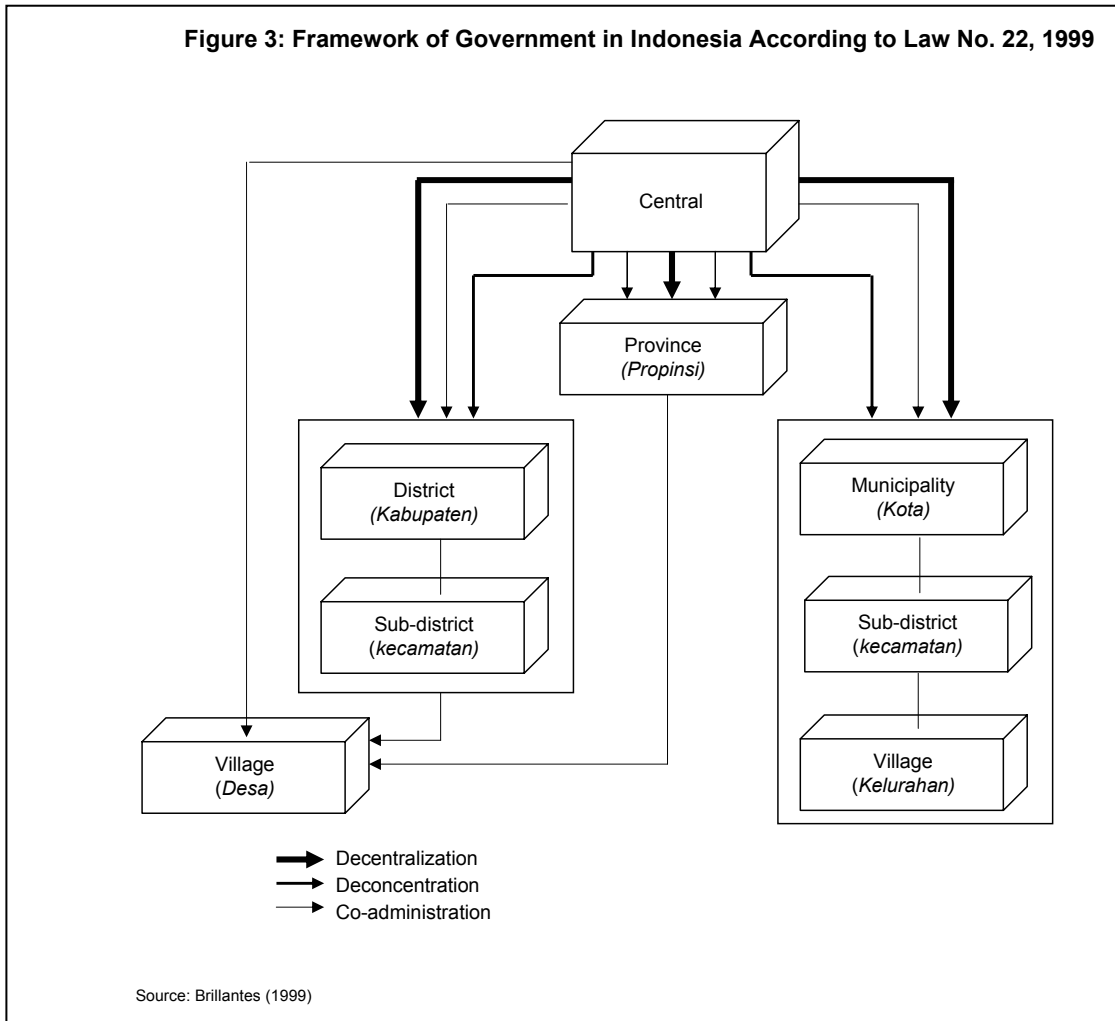 Figure 3: Framework of Government in Indonesia According to Law No. 22, 1999
Central
Province
(Propinsi)
District
(Kabupaten)
Sub-district
(kecamatan)
Village
(Desa)
Municipality
(Kota)
Sub-district
(kecamatan)
Village
(Kelurahan)
Decentralization
Deconcentration
Co-administration
Source: Brillantes (1999)